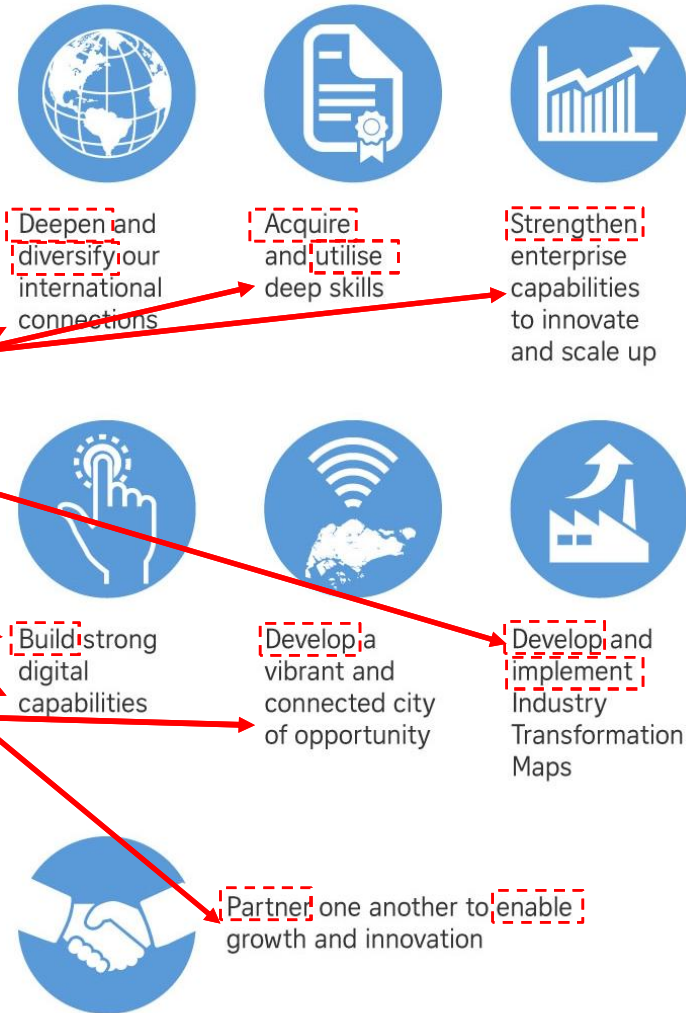 Deepen and
diversify our
international
connections
Acquire
and utilise
deep skills
Strengthen
enterprise
capabilities
to innovate
and scale up
Build strong
digital
capabilities
Develop a
vibrant and
connected city
of opportunity
Develop and
implement
Industry
Transformation
Maps
Partner one another to enable
growth and innovation